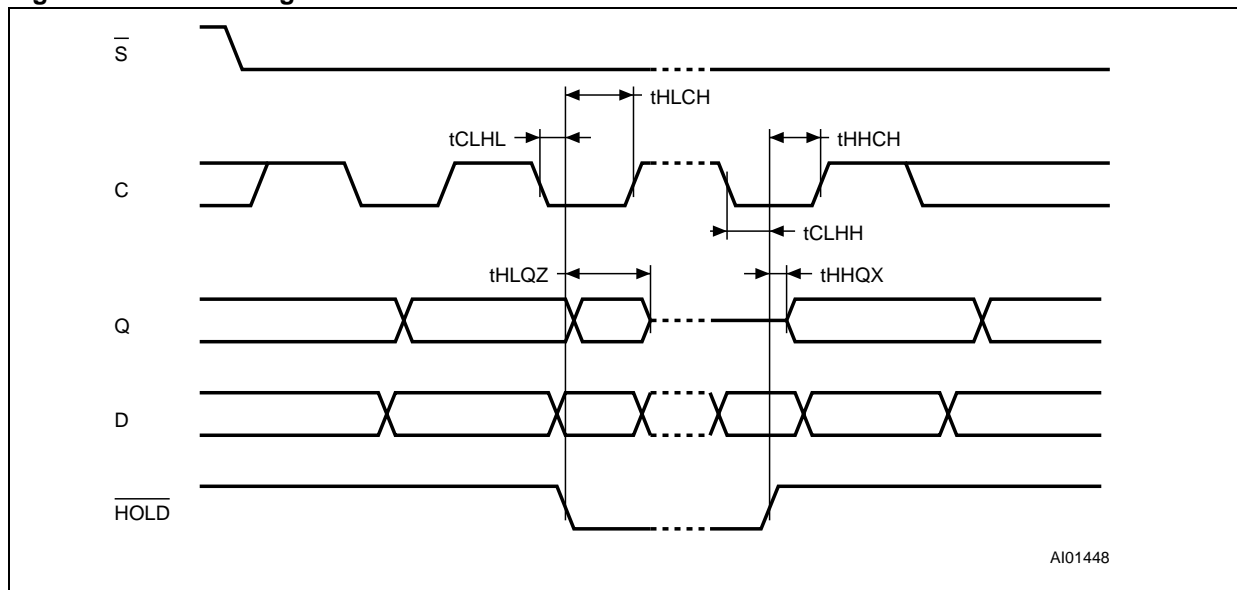 S
tHLCH
tCLHL
tHHCH
C
tCLHH
tHLQZ
tHHQX
Q
D
HOLD
AI01448